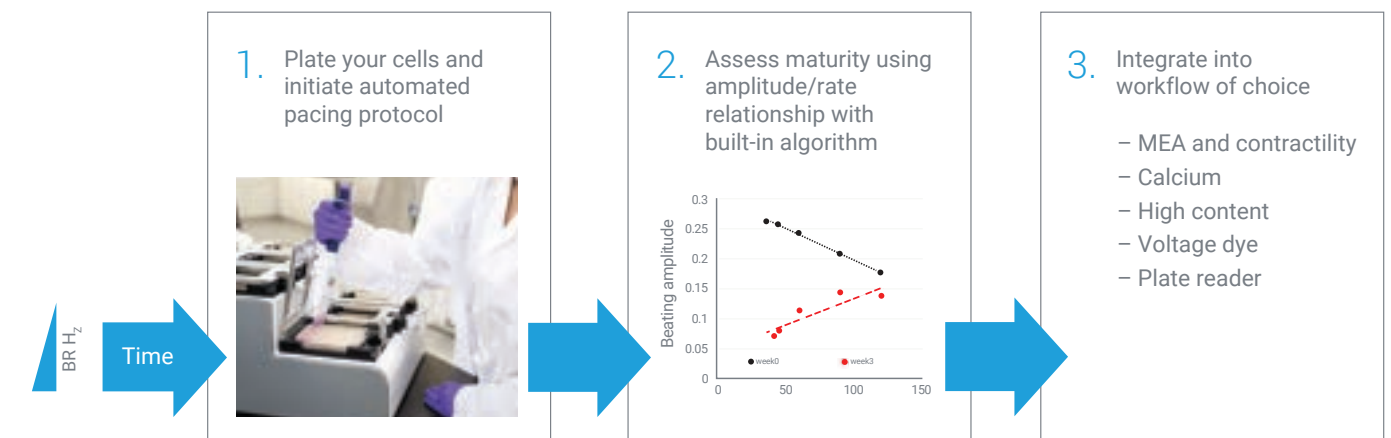 BR Hz
Time
1.
Plate your cells and
initiate automated
pacing protocol
2.
Assess maturity using
amplitude/rate
relationship with
built-in algorithm
Beating amplitude
0.3
0.25
0.2
0.15
0.1
0.05
0
0
50
100
150
week0
week3
3.
Integrate into
workflow of choice
– MEA and contractility
– Calcium
– High content
– Voltage dye
– Plate reader